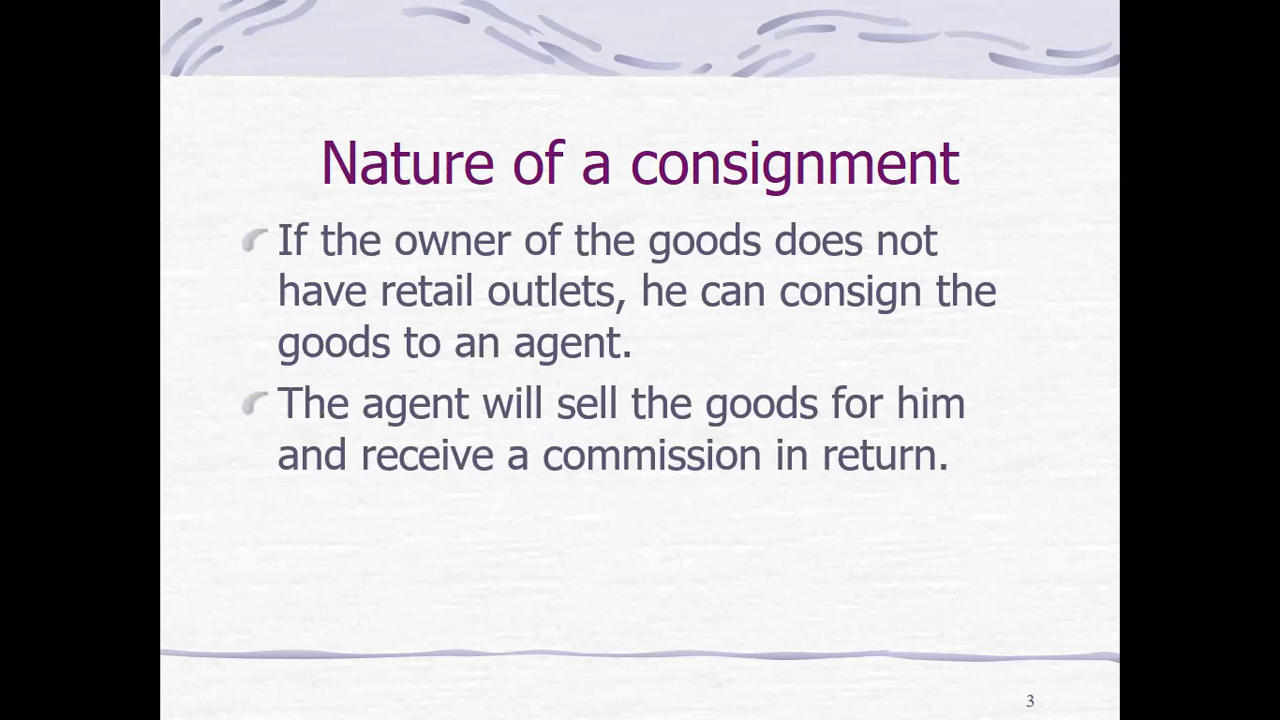 Nature of a consignment
If the owner of the goods does not
have retail outlets, he can consign the
goods to an agent.
The agent will sell the goods for him
and receive a commission in return.
3